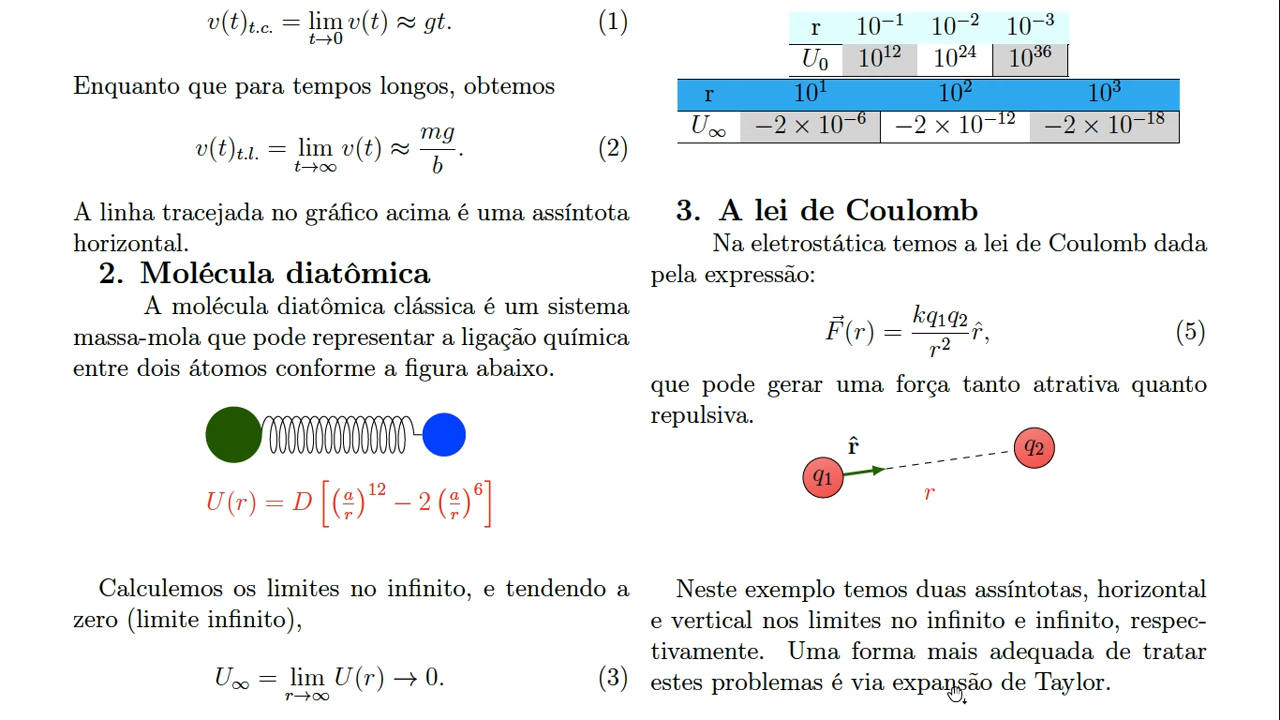 v(t)_{t.c.} = lim_{t→0} v(t) ≈ gt. (1)
Enquanto que para tempos longos, obtemos
v(t)_{t.l.} = lim_{t→∞} v(t) ≈ mg/b. (2)
A linha tracejada no gráfico acima é uma assíntota
horizontal.
2. Molécula diatômica
A molécula diatômica clássica é um sistema
massa-mola que pode representar a ligação química
entre dois átomos conforme a figura abaixo.
U(r) = D [(a/r)^{12} − 2 (a/r)^6]
Calculemos os limites no infinito, e tendendo a
zero (limite infinito),
U_∞ = lim_{r→∞} U(r) → 0. (3)
r 10^{−1} 10^{−2} 10^{−3}
U_0 10^{12} 10^{24} 10^{36}
r 10^1 10^2 10^3
U_∞ −2 × 10^{−6} −2 × 10^{−12} −2 × 10^{−18}
3. A lei de Coulomb
Na eletrostática temos a lei de Coulomb dada
pela expressão:
F⃗(r) = kq_1q_2/r^2 r̂, (5)
que pode gerar uma força tanto atrativa quanto
repulsiva.
r̂
q_1
q_2
r
Neste exemplo temos duas assíntotas, horizontal
e vertical nos limites no infinito e infinito, respec-
tivamente. Uma forma mais adequada de tratar
estes problemas é via expansão de Taylor.